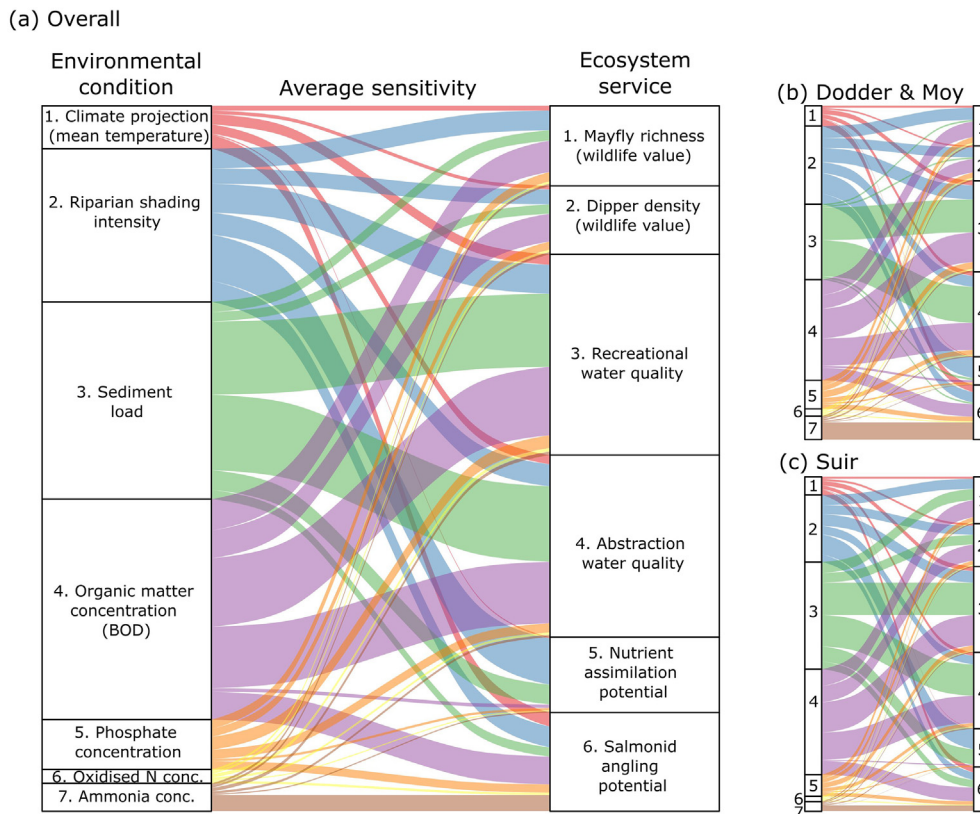 (a) Overall
Environmental
condition
Average sensitivity
Ecosystem
service
1. Climate projection
(mean temperature)
2. Riparian shading
intensity
3. Sediment
load
4. Organic matter
concentration
(BOD)
5. Phosphate
concentration
6. Oxidised N conc.
7. Ammonia conc.
1. Mayfly richness
(wildlife value)
2. Dipper density
(wildlife value)
3. Recreational
water quality
4. Abstraction
water quality
5. Nutrient
assimilation
potential
6. Salmonid
angling
potential
(b) Dodder & Moy
1
2
3
4
5
6
7
(c) Suir
1
2
3
4
5
6
7